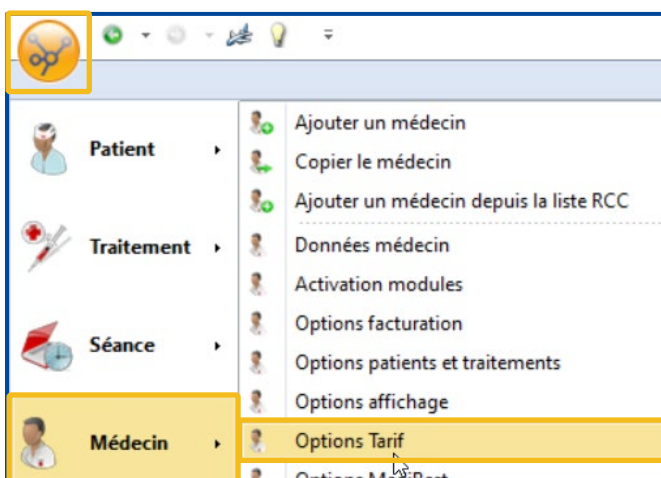 Patient
Traitement
Séance
Médecin
Ajouter un médecin
Copier le médecin
Ajouter un médecin depuis la liste RCC
Données médecin
Activation modules
Options facturation
Options patients et traitements
Options affichage
Options Tarif
Options